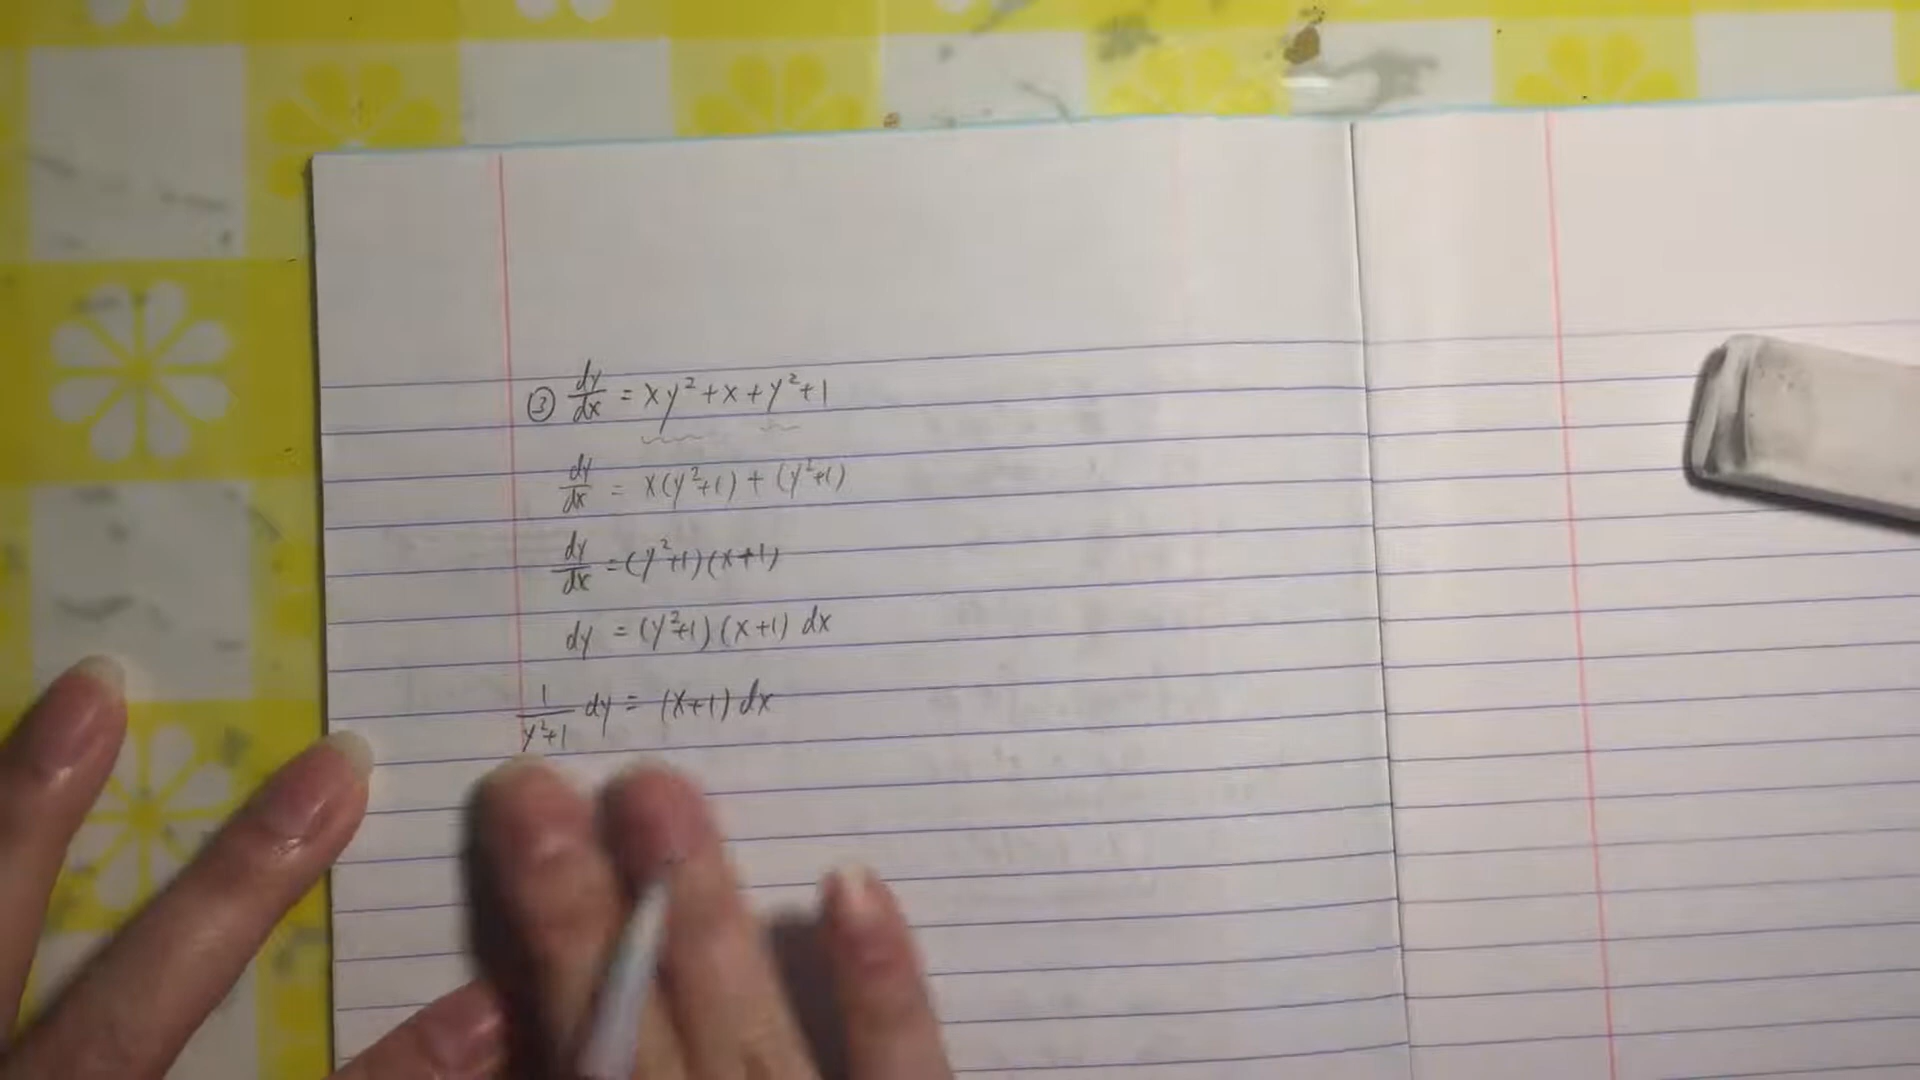 ③ dy/dx = xy² + x + y² + 1
dy/dx = x(y²+1) + (y²+1)
dy/dx = (y²+1)(x+1)
dy = (y²+1)(x+1) dx
1/(y²+1) dy = (x+1) dx